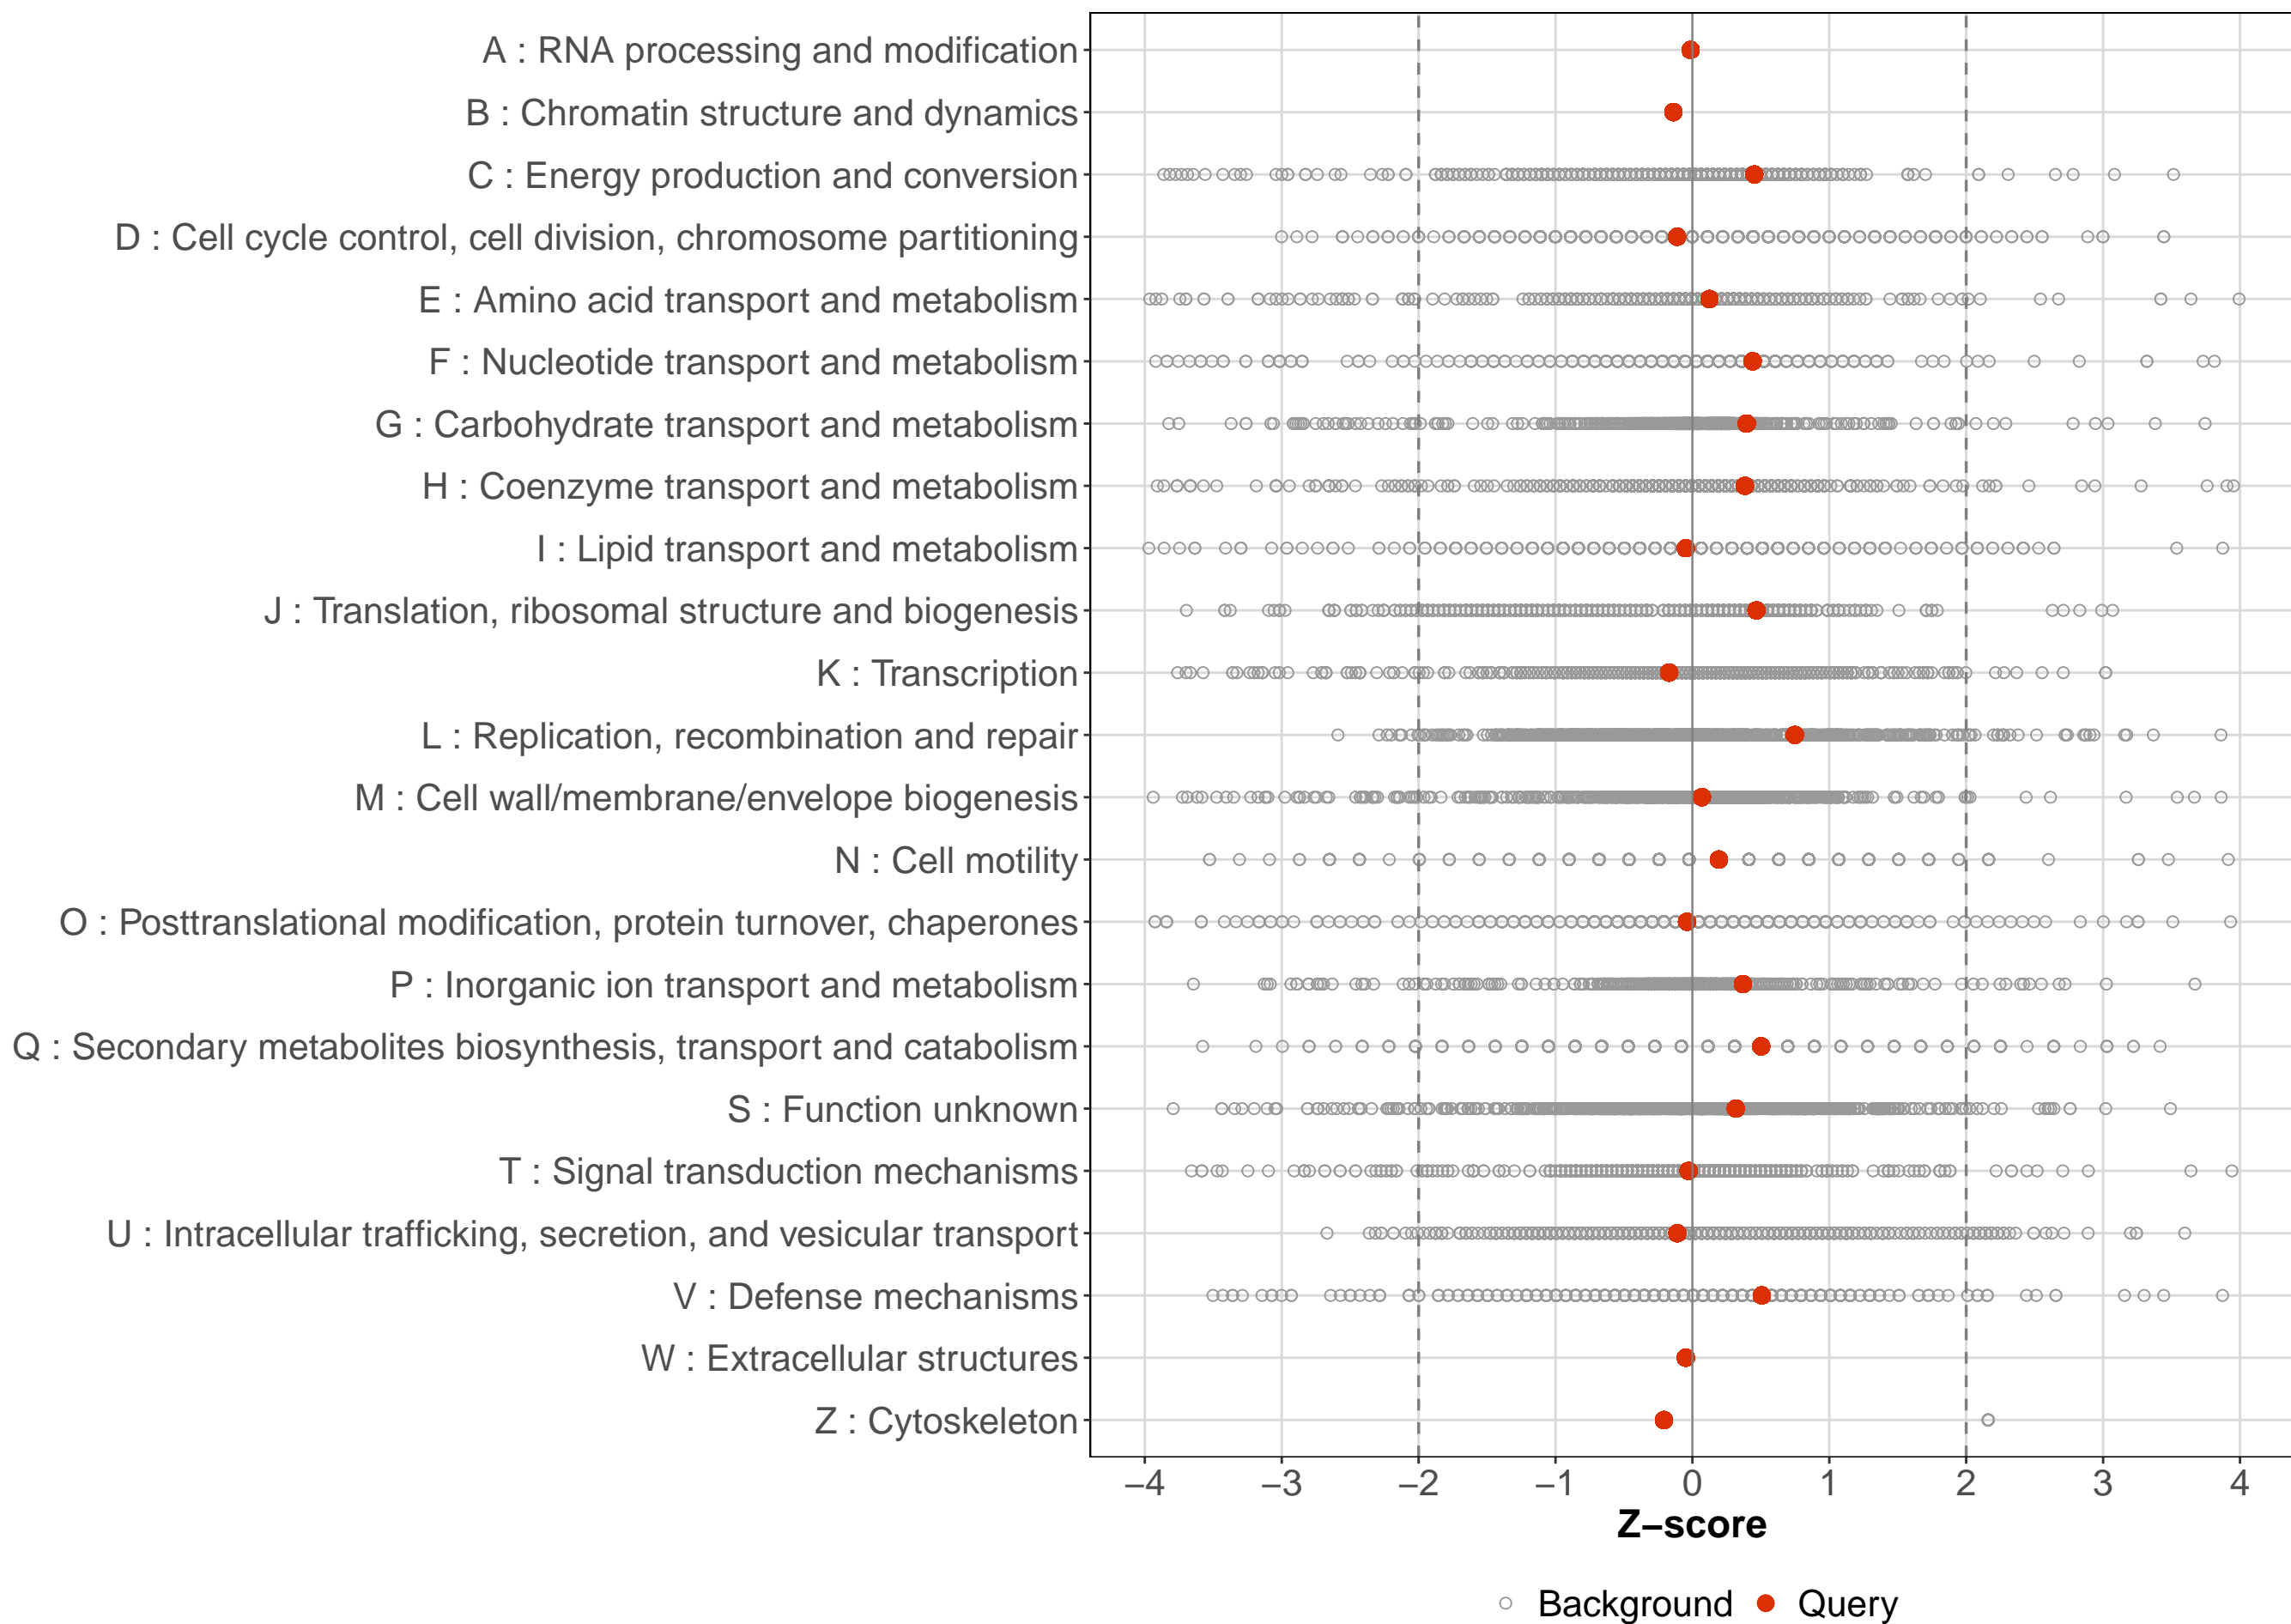 A : RNA processing and modification
B : Chromatin structure and dynamics
C : Energy production and conversion
D : Cell cycle control, cell division, chromosome partitioning
E : Amino acid transport and metabolism
F : Nucleotide transport and metabolism
G : Carbohydrate transport and metabolism
H : Coenzyme transport and metabolism
I : Lipid transport and metabolism
J : Translation, ribosomal structure and biogenesis
K : Transcription
L : Replication, recombination and repair
M : Cell wall/membrane/envelope biogenesis
N : Cell motility
O : Posttranslational modification, protein turnover, chaperones
P : Inorganic ion transport and metabolism
Q : Secondary metabolites biosynthesis, transport and catabolism
S : Function unknown
T : Signal transduction mechanisms
U : Intracellular trafficking, secretion, and vesicular transport
V : Defense mechanisms
W : Extracellular structures
Z : Cytoskeleton
−4 −3 −2 −1 0 1 2 3 4
Z−score
Background Query